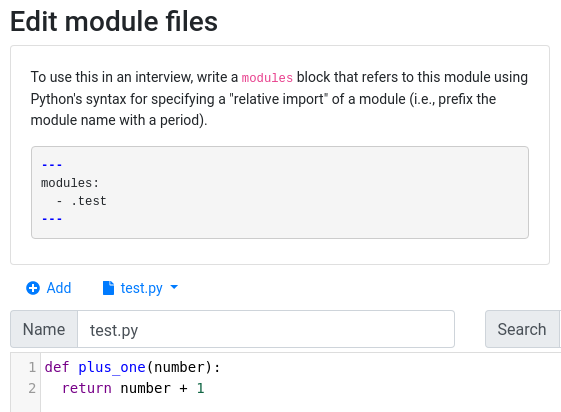 Edit module files
To use this in an interview, write a modules block that refers to this module using
Python's syntax for specifying a "relative import" of a module (i.e., prefix the
module name with a period).
---
modules:
  - .test
---
Add test.py
Name test.py Search
1 def plus_one(number):
2   return number + 1